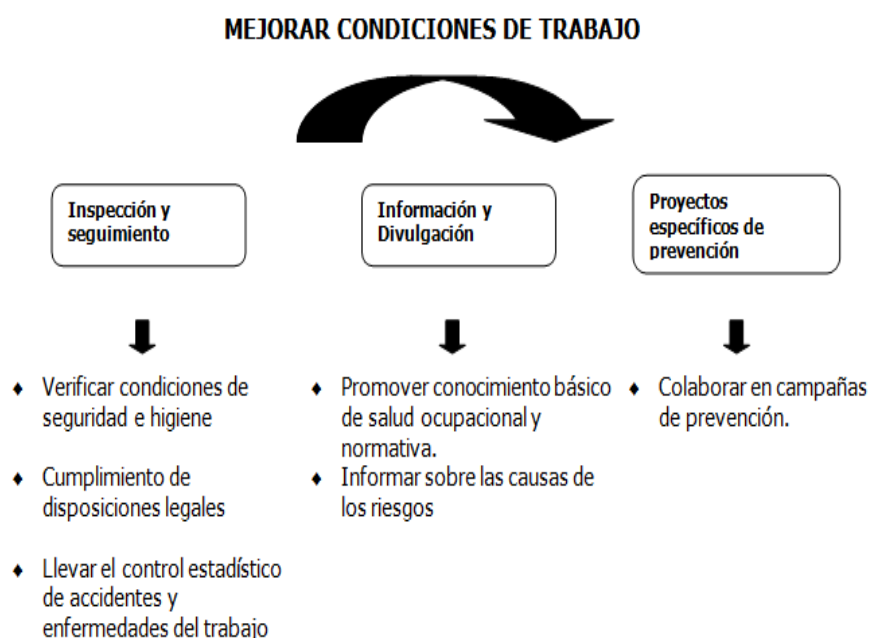 MEJORAR CONDICIONES DE TRABAJO
Inspección y
seguimiento
Información y
Divulgación
Proyectos
específicos de
prevención
♦ Verificar condiciones de
seguridad e higiene
♦ Cumplimiento de
disposiciones legales
♦ Llevar el control estadístico
de accidentes y
enfermedades del trabajo
♦ Promover conocimiento básico
de salud ocupacional y
normativa.
♦ Informar sobre las causas de
los riesgos
♦ Colaborar en campañas
de prevención.